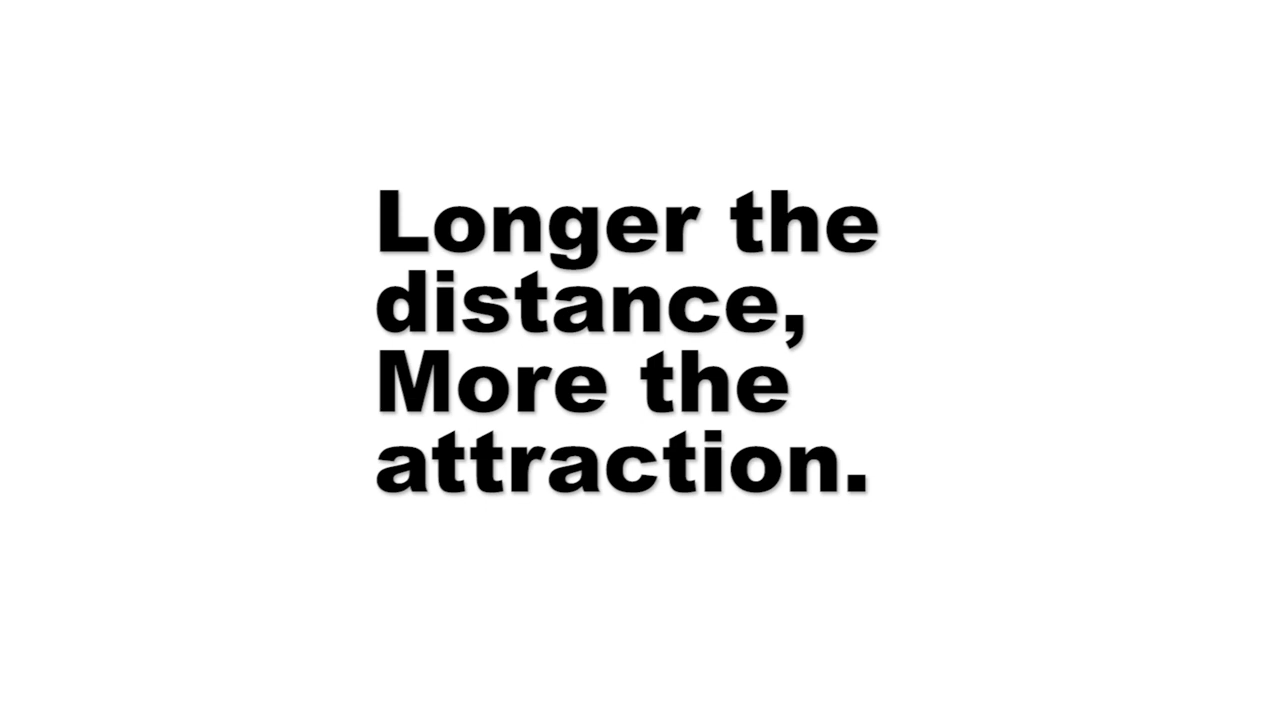 Longer the
distance,
More the
attraction.